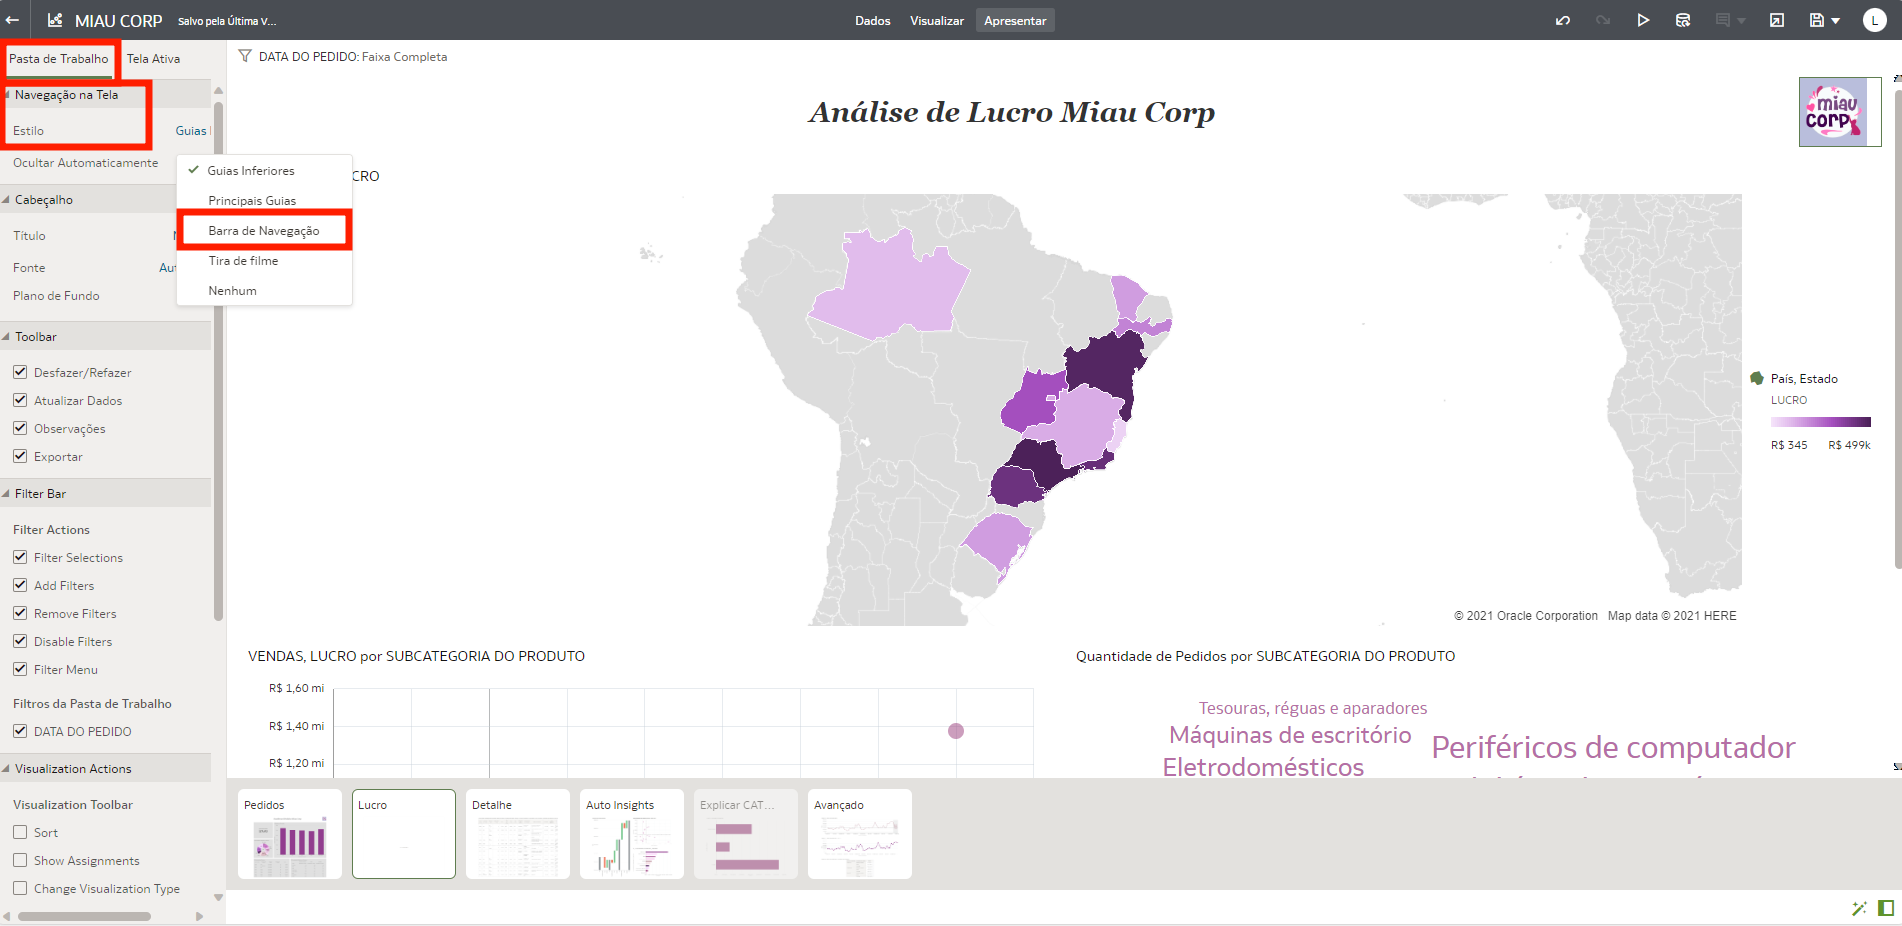 MIAU CORP
Salvo pela Última V...
Dados
Visualizar
Apresentar
L
Pasta de Trabalho
Tela Ativa
Navegação na Tela
Estilo
Guias
Ocultar Automaticamente
Guias Inferiores
Principais Guias
Barra de Navegação
Tira de filme
Nenhum
Cabeçalho
Título
Fonte
Aut
Plano de Fundo
Toolbar
Desfazer/Refazer
Atualizar Dados
Observações
Exportar
Filter Bar
Filter Actions
Filter Selections
Add Filters
Remove Filters
Disable Filters
Filter Menu
Filtros da Pasta de Trabalho
DATA DO PEDIDO
Visualization Actions
Visualization Toolbar
Sort
Show Assignments
Change Visualization Type
DATA DO PEDIDO: Faixa Completa
Análise de Lucro Miau Corp
miau
corp
CRO
País, Estado
LUCRO
R$ 345 R$ 499k
© 2021 Oracle Corporation Map data © 2021 HERE
VENDAS, LUCRO por SUBCATEGORIA DO PRODUTO
R$ 1,60 mi
R$ 1,40 mi
R$ 1,20 mi
Quantidade de Pedidos por SUBCATEGORIA DO PRODUTO
Tesouras, réguas e aparadores
Máquinas de escritório
Periféricos de computador
Eletrodomésticos
Pedidos
Lucro
Detalhe
Auto Insights
Explicar CAT...
Avançado